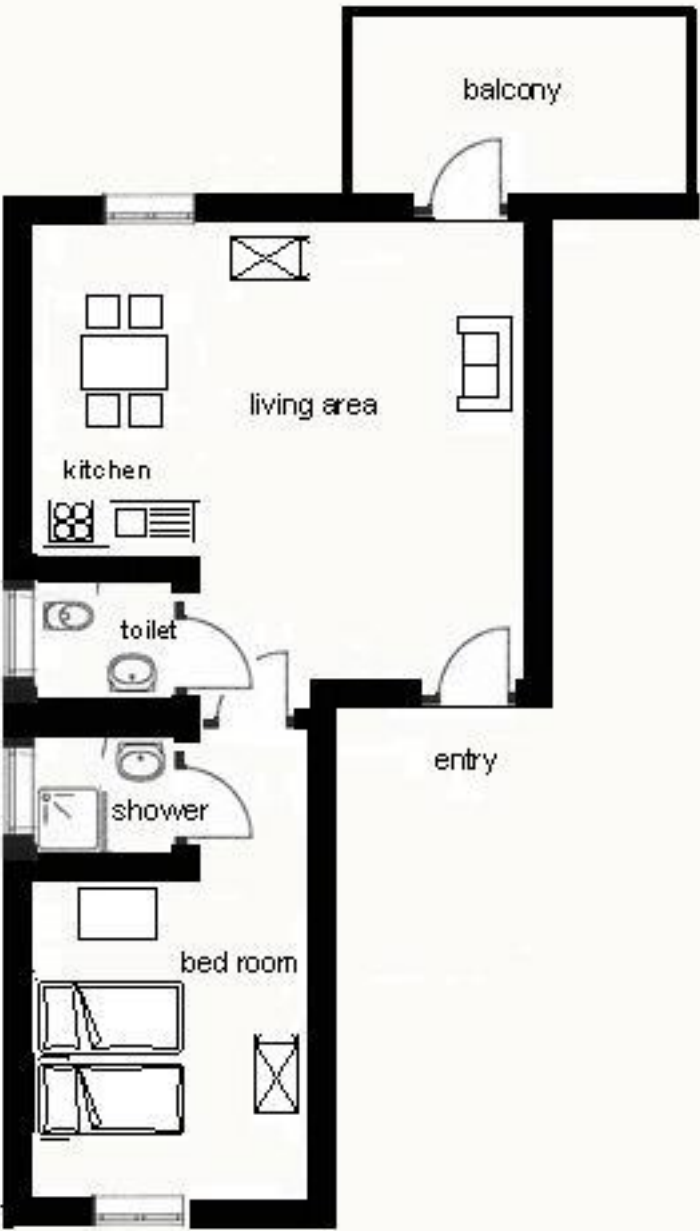 balcony
living area
kitchen
toilet
entry
shower
bed room